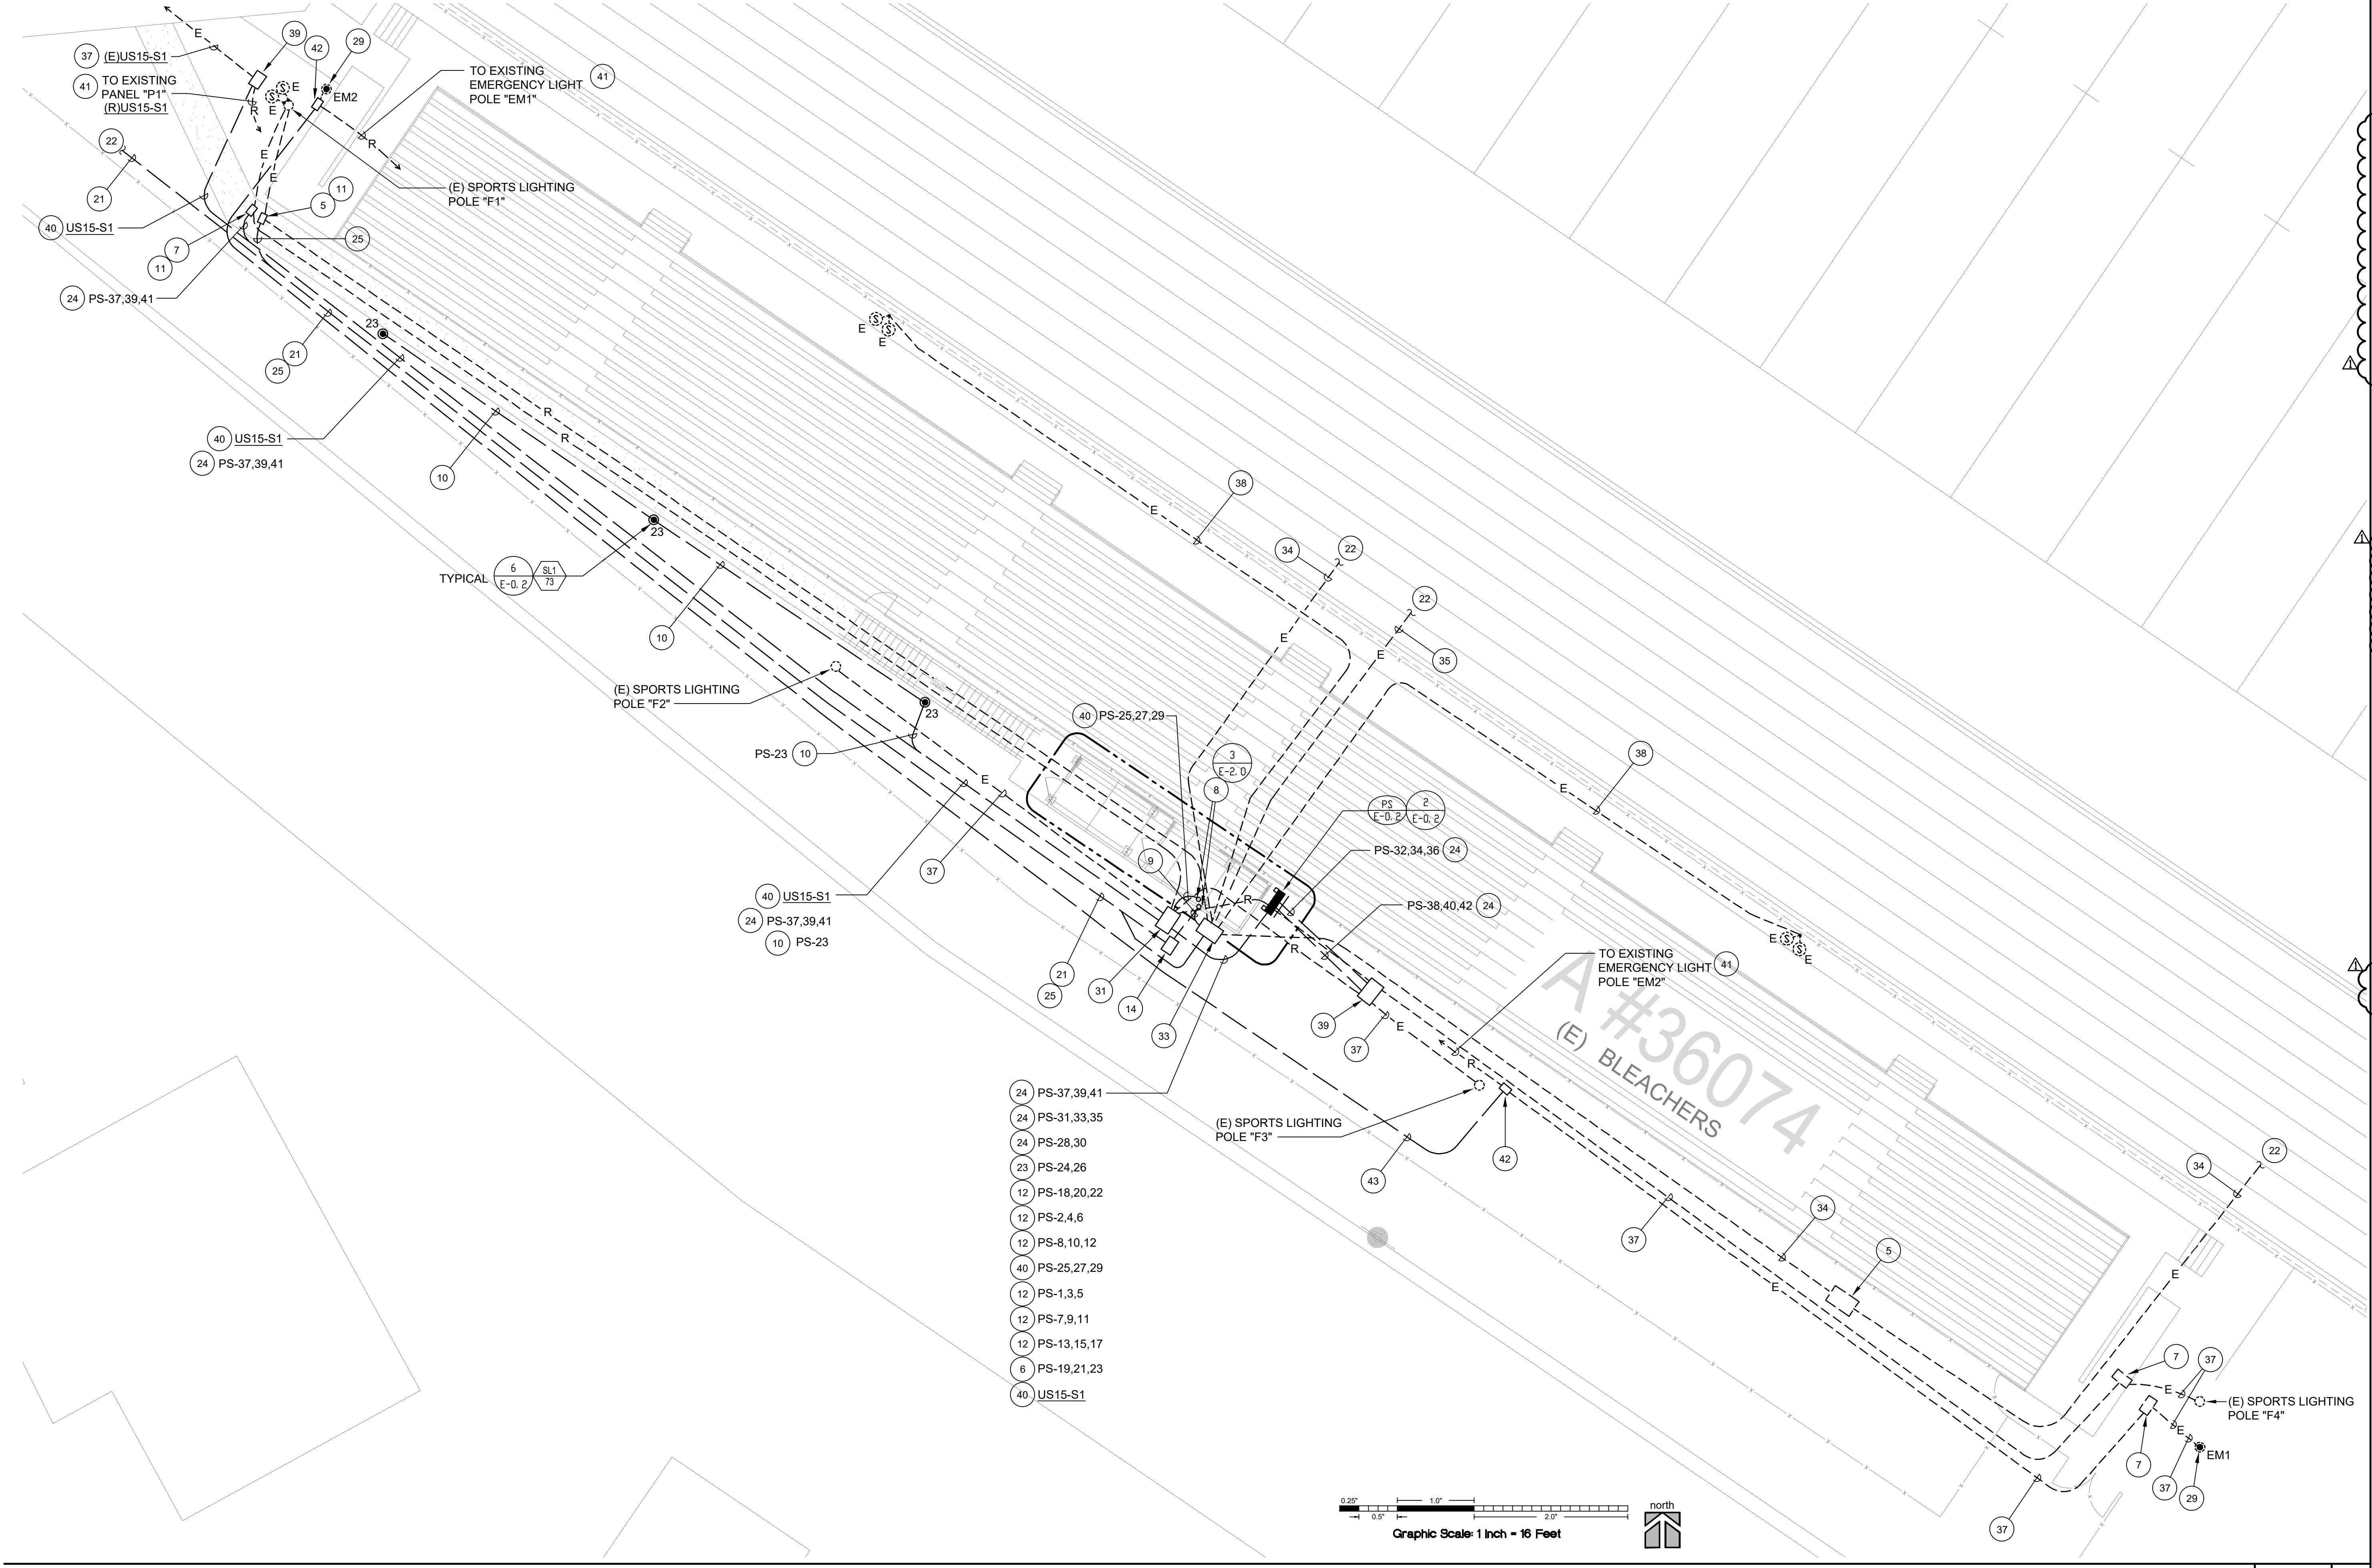 E
39
42
29
37 (E)US15-S1
41 TO EXISTING
PANEL "P1"
(R)US15-S1
S
S
E
E
R
EM2
TO EXISTING
EMERGENCY LIGHT
POLE "EM1"
41
R
22
21
E
E
(E) SPORTS LIGHTING
POLE "F1"
11
5
40 US15-S1
7
11
25
24 PS-37,39,41
23
21
25
R
R
40 US15-S1
24 PS-37,39,41
10
S
S
E
E
E
38
23
TYPICAL
6
E-0.2
SL1
73
10
34
22
22
E
E
35
(E) SPORTS LIGHTING
POLE "F2"
23
PS-23 10
E
37
40 PS-25,27,29
3
E-2.0
8
9
38
E
PS
E-0.2
2
E-0.2
PS-32,34,36 24
PS-38,40,42 24
40 US15-S1
24 PS-37,39,41
10 PS-23
21
25
31
14
33
R
R
39
37
E
S
S
E
E
TO EXISTING
EMERGENCY LIGHT
POLE "EM2"
41
R
A #36074
(E) BLEACHERS
(E) SPORTS LIGHTING
POLE "F3"
42
43
24 PS-37,39,41
24 PS-31,33,35
24 PS-28,30
23 PS-24,26
12 PS-18,20,22
12 PS-2,4,6
12 PS-8,10,12
40 PS-25,27,29
12 PS-1,3,5
12 PS-7,9,11
12 PS-13,15,17
6 PS-19,21,23
40 US15-S1
37
34
5
E
34
22
E
7
37
E
(E) SPORTS LIGHTING
POLE "F4"
E
EM1
7
37
29
37
0.25"
1.0"
0.5"
2.0"
Graphic Scale: 1 inch = 16 Feet
north
1
1
1